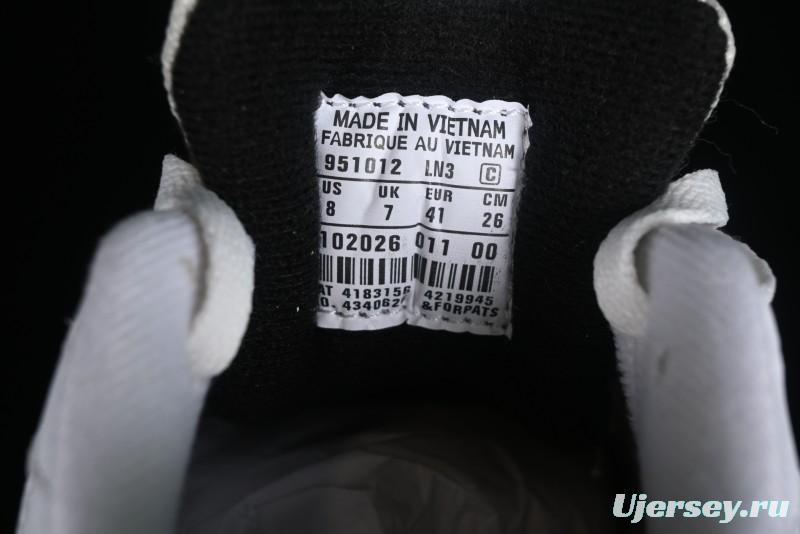 MADE IN VIETNAM
FABRIQUE AU VIETNAM
951012 LN3 C
US UK EUR CM
8 7 41 26
102026 011 00
AT 4183156 4219945
0. 434062 &FORPATS
Ujersey.ru